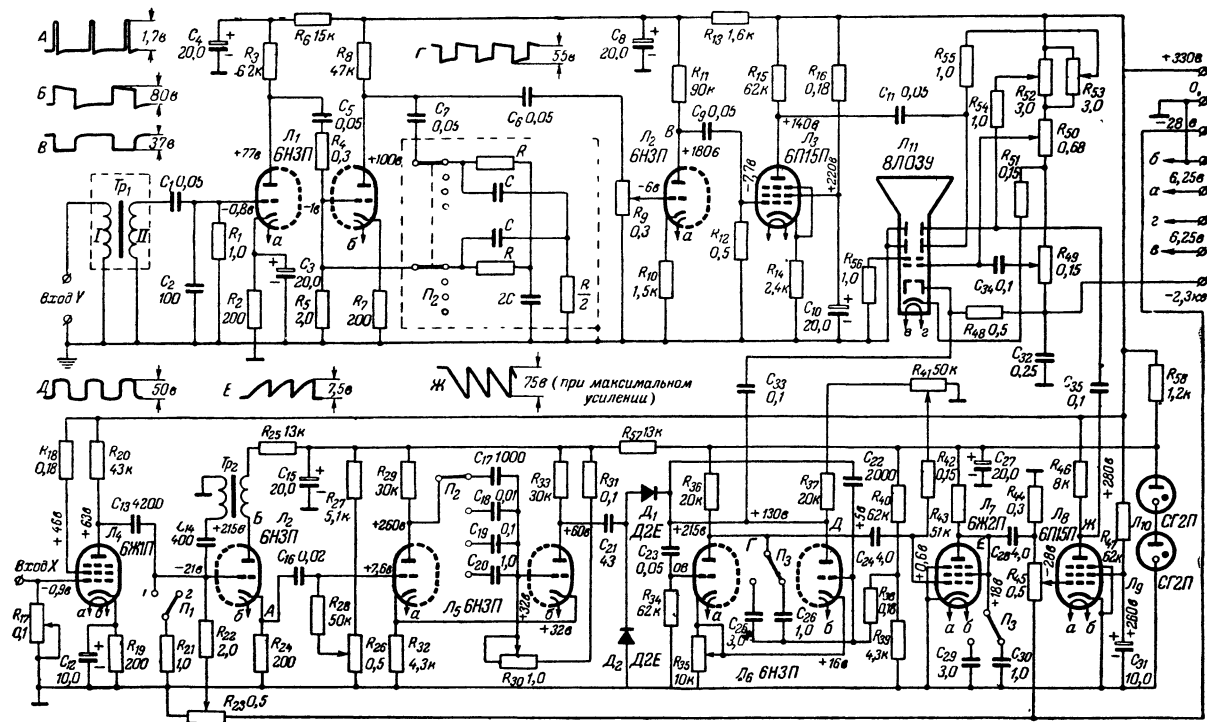 А
1,7в
Б
80в
В
37в
C₄
20,0
R₆ 15к
R₃
62к
R₈
47к
Г
55в
C₈
20,0
R₁₃ 1,6к
R₁₁
90к
R₁₅
62к
R₁₆
0,18
R₅₅
1,0
R₅₂
3,0
R₅₃
3,0
+330в
0
-28в
б
6,25в
а
г
6,25в
в
-2,3кв
C₅
0,05
C₇
0,05
C₆ 0,05
C₉ 0,05
C₁₁ 0,05
R₅₄
1,0
R₅₀
0,68
R₅₁
0,15
Л₁
6Н3П
R₄
0,3
+77в
+100в
R
C
C
R
R
2
2C
П₂
Л₂
6Н3П
В
+180в
-6в
R₉
0,3
а
Л₃
6П15П
+140в
-7,7в
+220в
Л₁₁
8ЛО3У
Тр₁
I
II
C₁ 0,05
-0,8в
-1в
R₁
1,0
C₂
100
R₂
200
а
C₃
20,0
R₅
2,0
б
R₇
200
R₁₀
1,5к
R₁₂
0,5
R₁₄
2,4к
C₁₀
20,0
R₅₆
1,0
в
г
C₃₄ 0,1
R₄₉
0,15
R₄₈ 0,5
C₃₂
0,25
Вход У
Д
50в
Е
7,5в
Ж
75в (при максимальном
усилении)
C₃₃
0,1
R₄₁ 50к
C₃₅
0,1
R₅₈
1,2к
R₁₈
0,18
R₂₀
43к
R₂₅ 13к
Тр₂
C₁₅
20,0
R₂₇
5,1к
R₂₉
30к
П₂
C₁₇ 1000
C₁₈ 0,01
C₁₉ 0,1
C₂₀ 1,0
R₃₃
30к
R₃₁
0,1
R₅₇ 13к
R₃₆
20к
R₃₇
20к
C₂₂
2000
R₄₀
62к
R₄₂
0,15
C₂₇
20,0
R₄₃
51к
R₄₄
0,3
R₄₆
8к
+280в
+46в
+63в
C₁₃ 4200
Л₄
6Ж1П
C₁₄
400
+215в
Б
Л₂
6Н3П
-21в
C₁₆ 0,02
+260в
+7,6в
+60в
C₂₁
43
Д₁
Д2Е
+215в
+130в
Д
+5в
C₂₃
0,05
0в
Г
П₃
C₂₄ 4,0
+0,6в
Л₇
6Ж2П
Е
C₂₈ 4,0
Л₈
6П15П
Ж
-28в
R₄₇
62к
Л₁₀
СГ2П
СГ2П
Л₉
+260в
Вход X
-0,9в
R₁₇
0,1
C₁₂
10,0
а
в
R₁₉
200
1
2
П₁
R₂₁
1,0
R₂₂
2,0
А
б
R₂₄
200
R₂₈
50к
R₂₆
0,5
а
Л₅ 6Н3П
R₃₂
4,3к
+32в
R₃₀ 1,0
б
+32в
Д₂
Д2Е
R₃₄
62к
R₃₅
10к
а
C₂₅
3,0
C₂₆
1,0
Л₆ 6Н3П
б
+16в
R₃₈
0,18
R₃₉
4,3к
а
б
+18в
П₃
C₂₉
3,0
C₃₀
1,0
R₄₅
0,5
а
б
C₃₁
10,0
R₂₃ 0,5